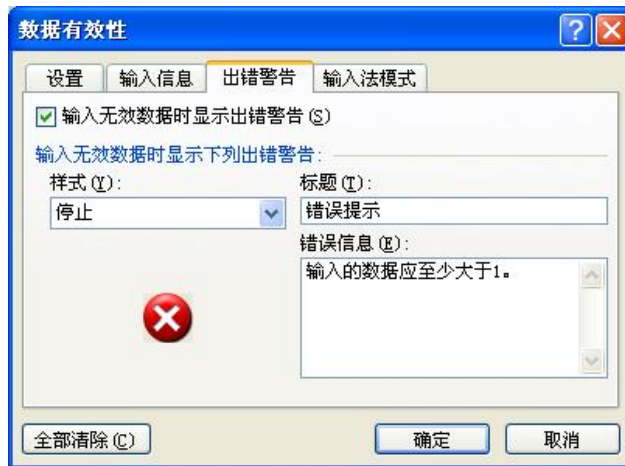 数据有效性
设置 输入信息 出错警告 输入法模式
输入无效数据时显示出错警告(S)
输入无效数据时显示下列出错警告:
样式(Y): 标题(T):
停止 错误提示
错误信息(E):
输入的数据应至少大于1。
全部清除(C) 确定 取消